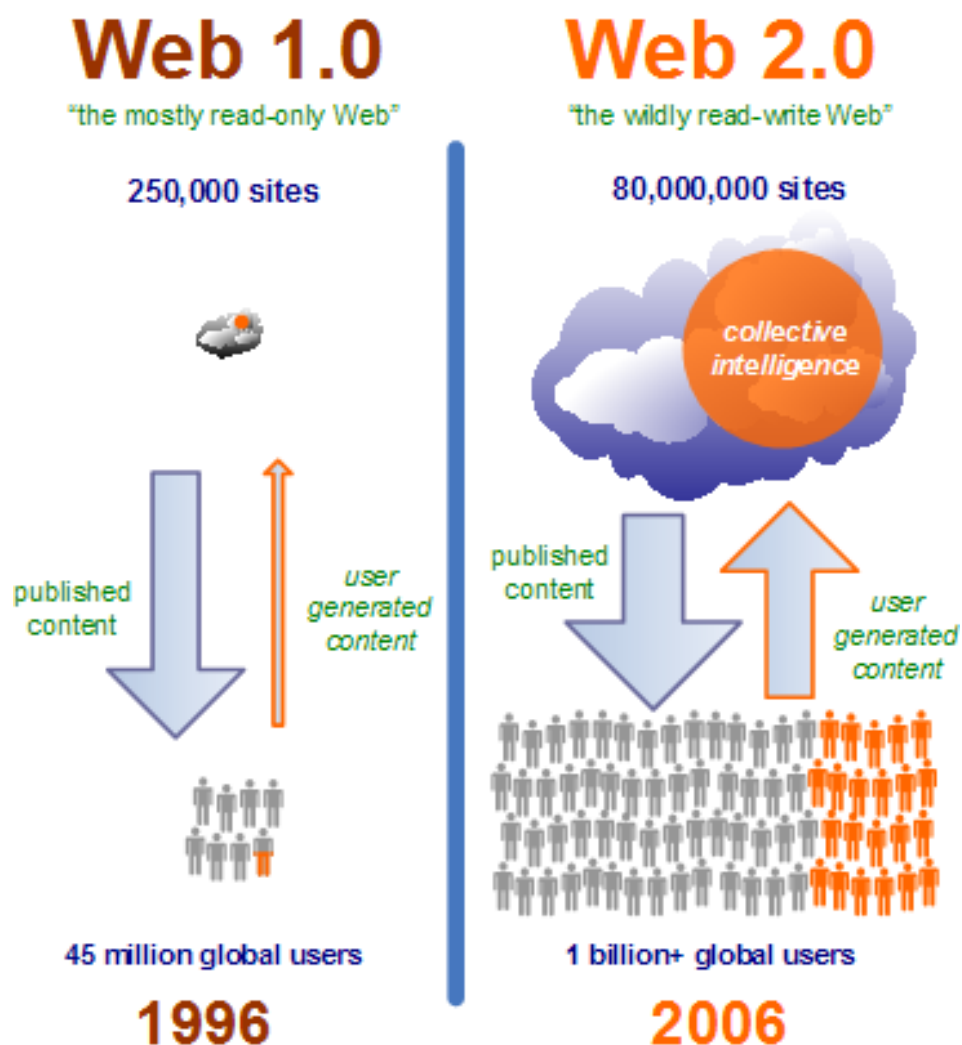 Web 1.0
"the mostly read-only Web"
250,000 sites
published
content
user
generated
content
45 million global users
1996
Web 2.0
"the wildly read-write Web"
80,000,000 sites
collective
intelligence
published
content
user
generated
content
1 billion+ global users
2006